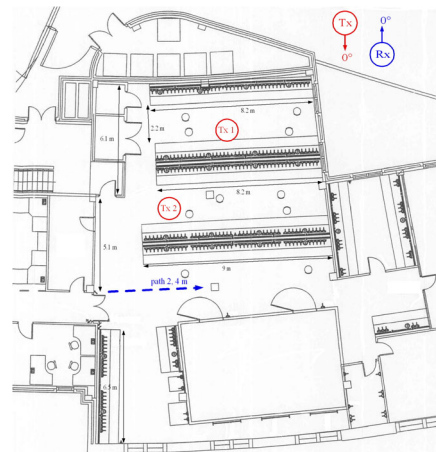 Tx
0°
0°
Rx
8.2 m
6.1 m
2.2 m
Tx 1
8.2 m
Tx 2
5.1 m
9 m
path 2, 4 m
6.5 m